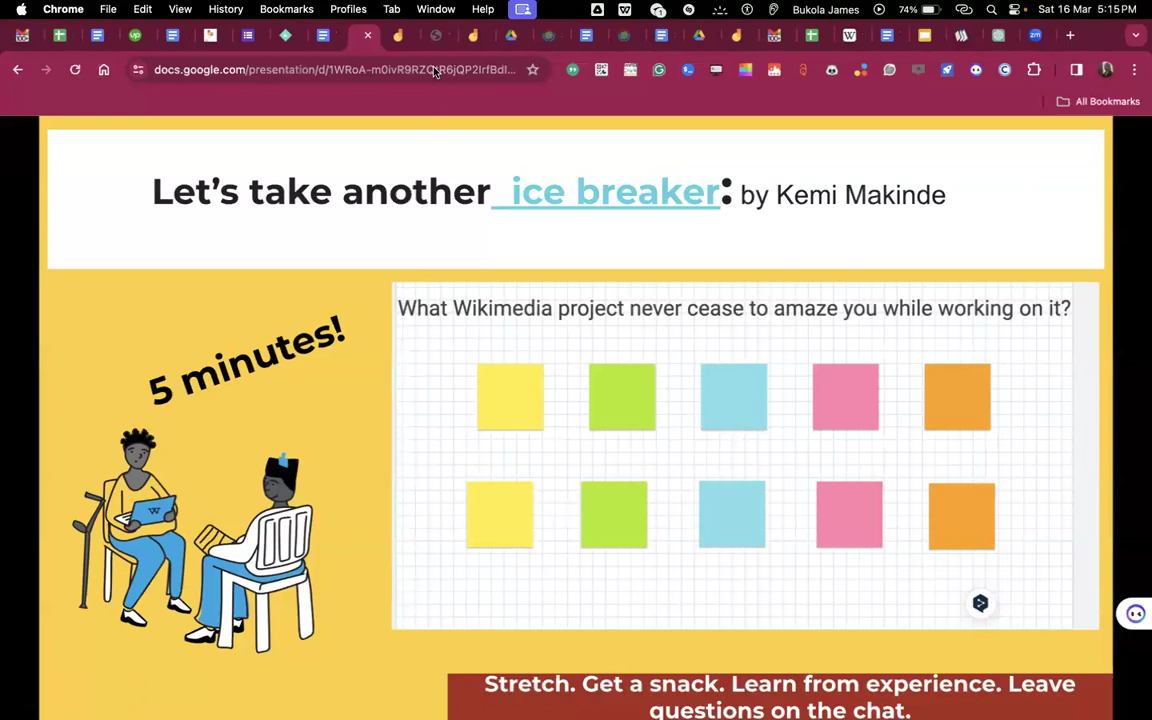 Chrome File Edit View History Bookmarks Profiles Tab Window Help Bukola James 74% Sat 16 Mar 5:15 PM
All Bookmarks
Let's take another ice breaker: by Kemi Makinde
5 minutes!
What Wikimedia project never cease to amaze you while working on it?
W
Stretch. Get a snack. Learn from experience. Leave
questions on the chat.